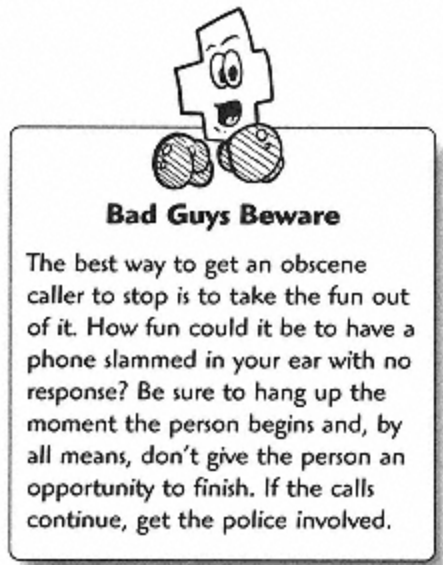 Bad Guys Beware
The best way to get an obscene
caller to stop is to take the fun out
of it. How fun could it be to have a
phone slammed in your ear with no
response? Be sure to hang up the
moment the person begins and, by
all means, don't give the person an
opportunity to finish. If the calls
continue, get the police involved.